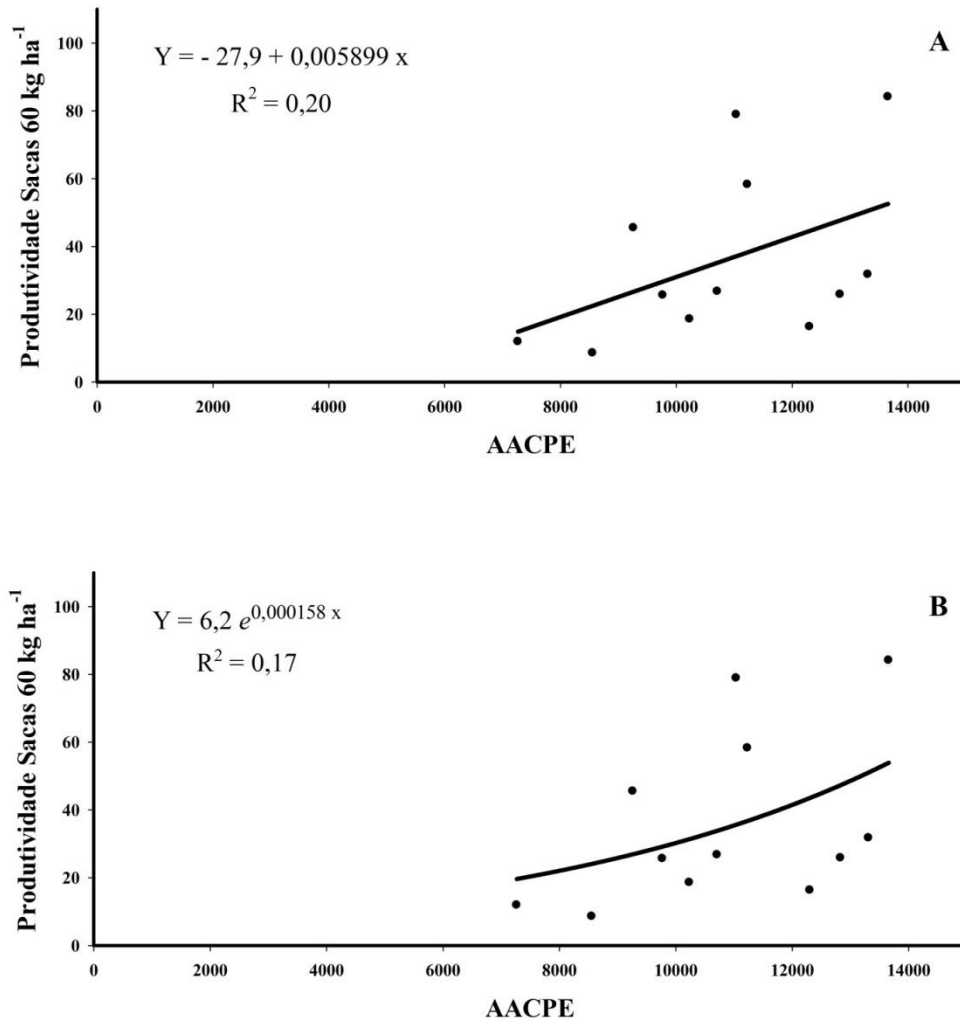 A
Y = - 27,9 + 0,005899 x
R² = 0,20
Produtividade Sacas 60 kg ha⁻¹
100
80
60
40
20
0
0 2000 4000 6000 8000 10000 12000 14000
AACPE
B
Y = 6,2 e^0,000158 x
R² = 0,17
Produtividade Sacas 60 kg ha⁻¹
100
80
60
40
20
0
0 2000 4000 6000 8000 10000 12000 14000
AACPE